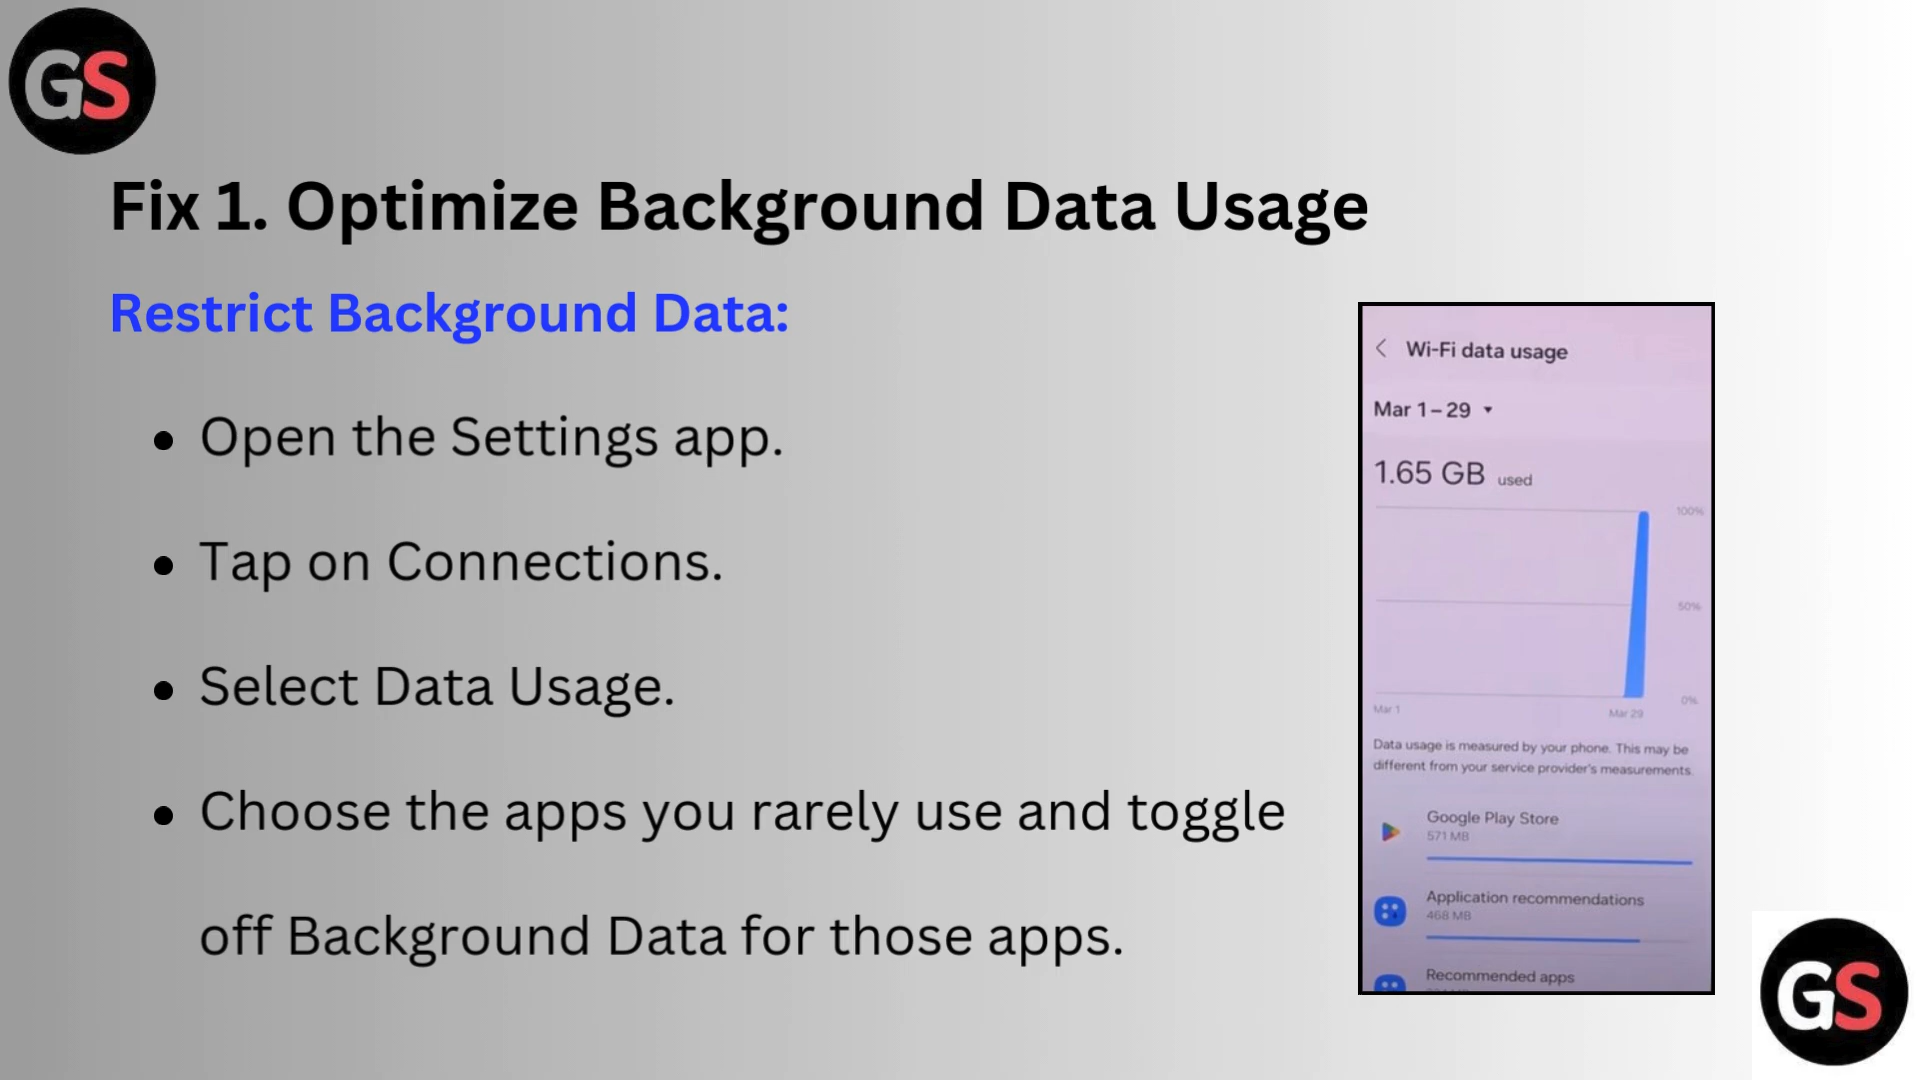 GS
Fix 1. Optimize Background Data Usage
Restrict Background Data:
• Open the Settings app.
• Tap on Connections.
• Select Data Usage.
• Choose the apps you rarely use and toggle
off Background Data for those apps.
Wi-Fi data usage
Mar 1 – 29
1.65 GB used
100%
50%
0%
Mar 1
Mar 29
Data usage is measured by your phone. This may be
different from your service provider's measurements.
Google Play Store
571 MB
Application recommendations
468 MB
Recommended apps
GS